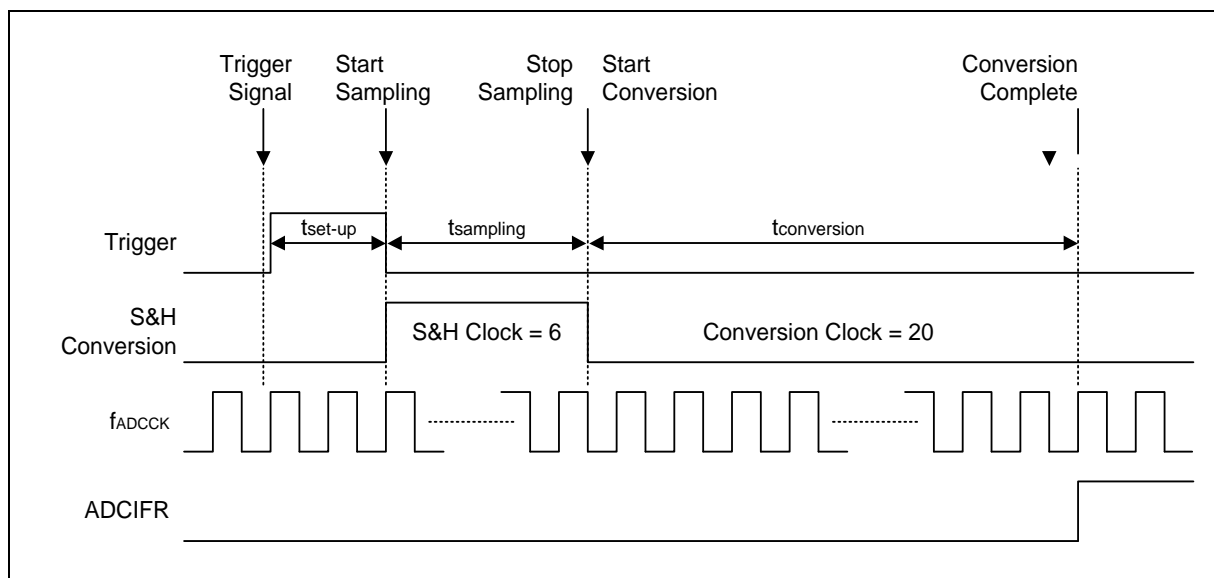 Trigger
Signal
Start
Sampling
Stop
Sampling
Start
Conversion
Conversion
Complete
Trigger
tset-up
tsampling
tconversion
S&H
Conversion
S&H Clock = 6
Conversion Clock = 20
fADCCK
ADCIFR